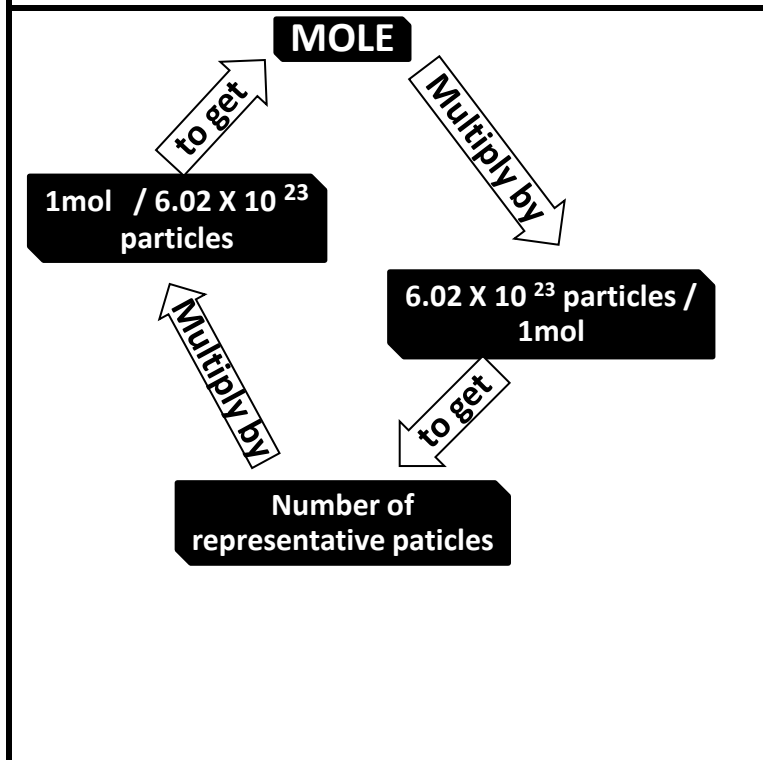 MOLE
to get
Multiply by
1mol / 6.02 X 10 ²³
particles
6.02 X 10 ²³ particles /
1mol
Multiply by
to get
Number of
representative paticles